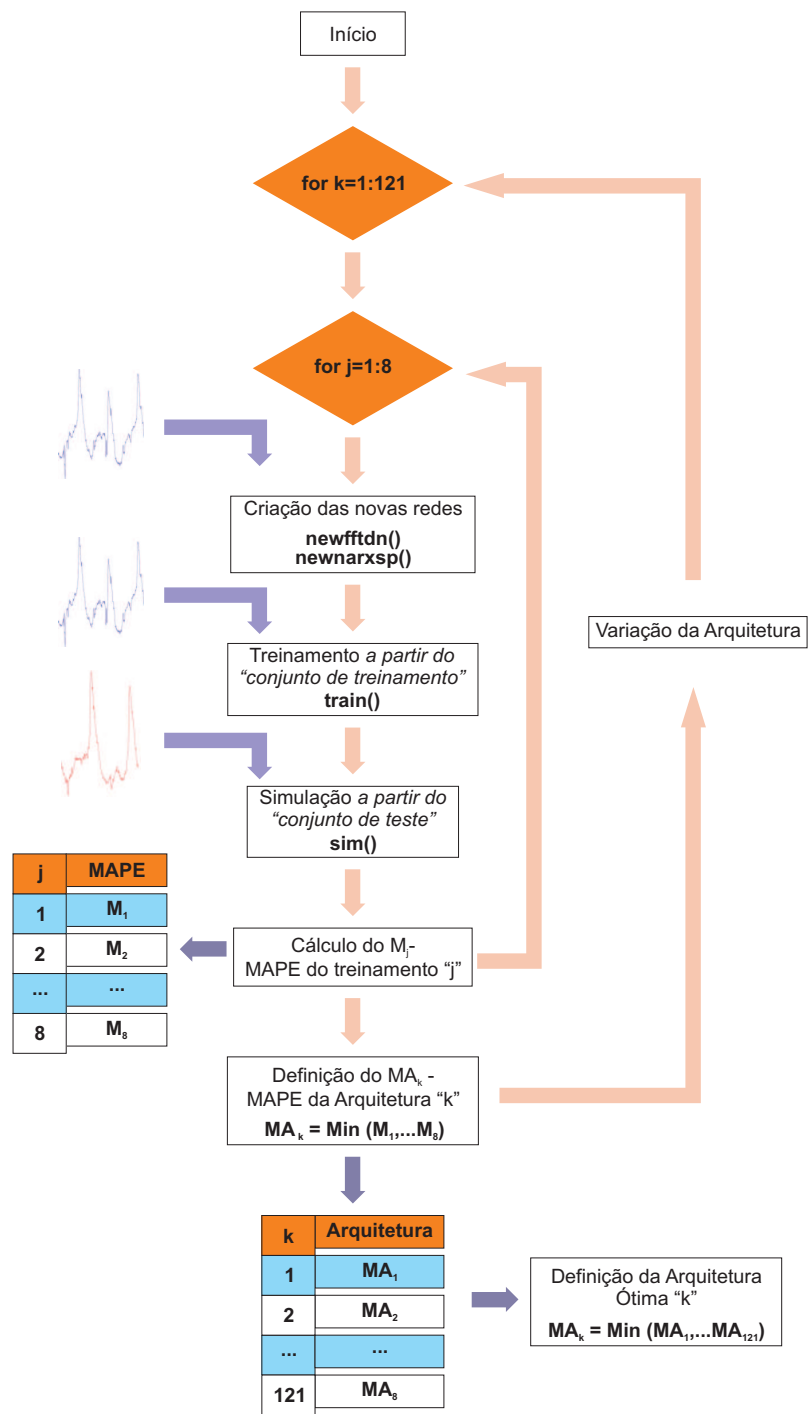 Início
for k=1:121
for j=1:8
Criação das novas redes
newfftdn()
newnarxsp()
Variação da Arquitetura
Treinamento a partir do
“conjunto de treinamento”
train()
Simulação a partir do
“conjunto de teste”
sim()
j MAPE
1 M₁
2 M₂
... ...
8 M₈
Cálculo do Mⱼ-
MAPE do treinamento “j”
Definição do MAₖ -
MAPE da Arquitetura “k”
MAₖ = Min (M₁,...M₈)
k Arquitetura
1 MA₁
2 MA₂
... ...
121 MA₈
Definição da Arquitetura
Ótima “k”
MAₖ = Min (MA₁,...MA₁₂₁)